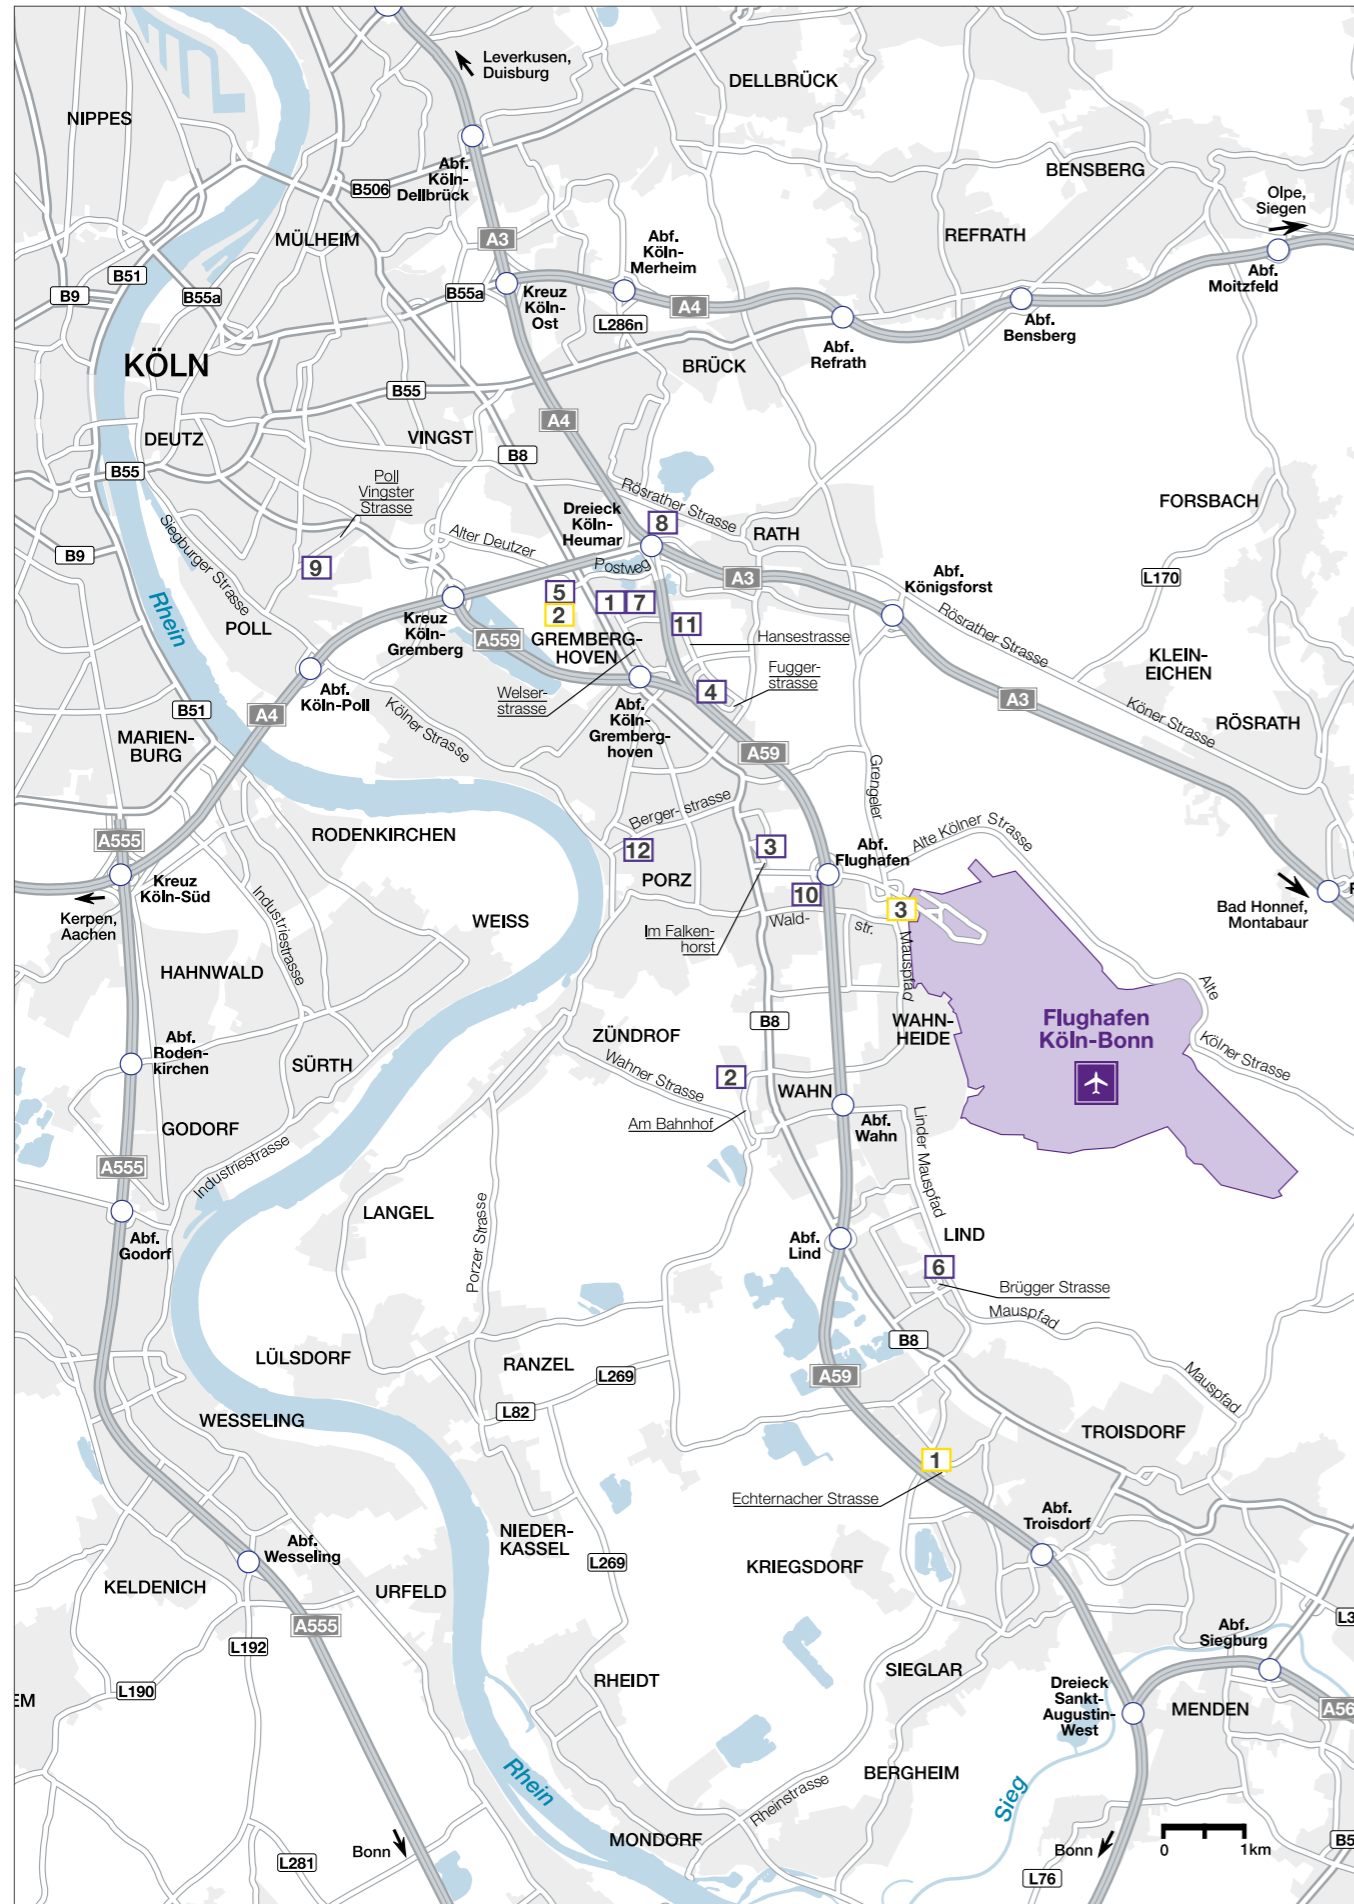 Leverkusen,
Duisburg
DELLBRÜCK
NIPPES
Abf.
Köln-
Dellbrück
BENSBERG
B506
Olpe,
Siegen
MÜLHEIM
A3
Abf.
Köln-
Merheim
REFRATH
B51
B9
B55a
B55a
Kreuz
Köln-
Ost
A4
L286n
Abf.
Moitzfeld
Abf.
Bensberg
KÖLN
Abf.
Refrath
BRÜCK
B55
A4
DEUTZ
VINGST
B8
B55
Poll
Vingster
Strasse
Rösrather Strasse
FORSBACH
Siegburger Strasse
Dreieck
Köln-
Heumar
8
RATH
Alter Deutzer
Postweg
B9
9
A3
Abf.
Königsforst
L170
Rhein
5
2
1
7
POLL
Kreuz
Köln-
Gremberg
A559
GREMBERG-
HOVEN
11
Hansestrasse
Rösrather Strasse
KLEIN-
EICHEN
Abf.
Köln-Poll
Welser-
strasse
4
Fugger-
strasse
A3
Köner Strasse
RÖSRATH
B51
A4
Kölner Strasse
Abf.
Köln-
Gremberg-
hoven
MARIEN-
BURG
A59
Grengeler
Berger-
strasse
Alte Kölner Strasse
A555
RODENKIRCHEN
12
3
Abf.
Flughafen
Kreuz
Köln-Süd
PORZ
10
3
Kerpen,
Aachen
Bad Honnef,
Montabaur
Industriestrasse
WEISS
Im Falken-
horst
Wald-
str.
Mauspfad
HAHNWALD
Alte
Kölner Strasse
B8
WAHN-
HEIDE
Flughafen
Köln-Bonn
Abf.
Roden-
kirchen
ZÜNDROF
SÜRTH
Wahner Strasse
2
WAHN
GODORF
Am Bahnhof
Abf.
Wahn
A555
Industriestrasse
Linder Mauspfad
LANGEL
Porzer Strasse
Abf.
Godorf
Abf.
Lind
LIND
6
Brügger Strasse
Mauspfad
B8
LÜLSDORF
RANZEL
L269
A59
Mauspfad
WESSELING
L82
TROISDORF
1
Echternacher Strasse
Abf.
Troisdorf
NIEDER-
KASSEL
Abf.
Wesseling
L269
KRIEGSDORF
KELDENICH
URFELD
A555
L3
Abf.
Siegburg
L192
SIEGLAR
RHEIDT
L190
EM
Dreieck
Sankt-
Augustin-
West
MENDEN
A56
Rhein
BERGHEIM
Rheinstrasse
Sieg
MONDORF
Bonn
Bonn
0
1km
B5
L281
L76